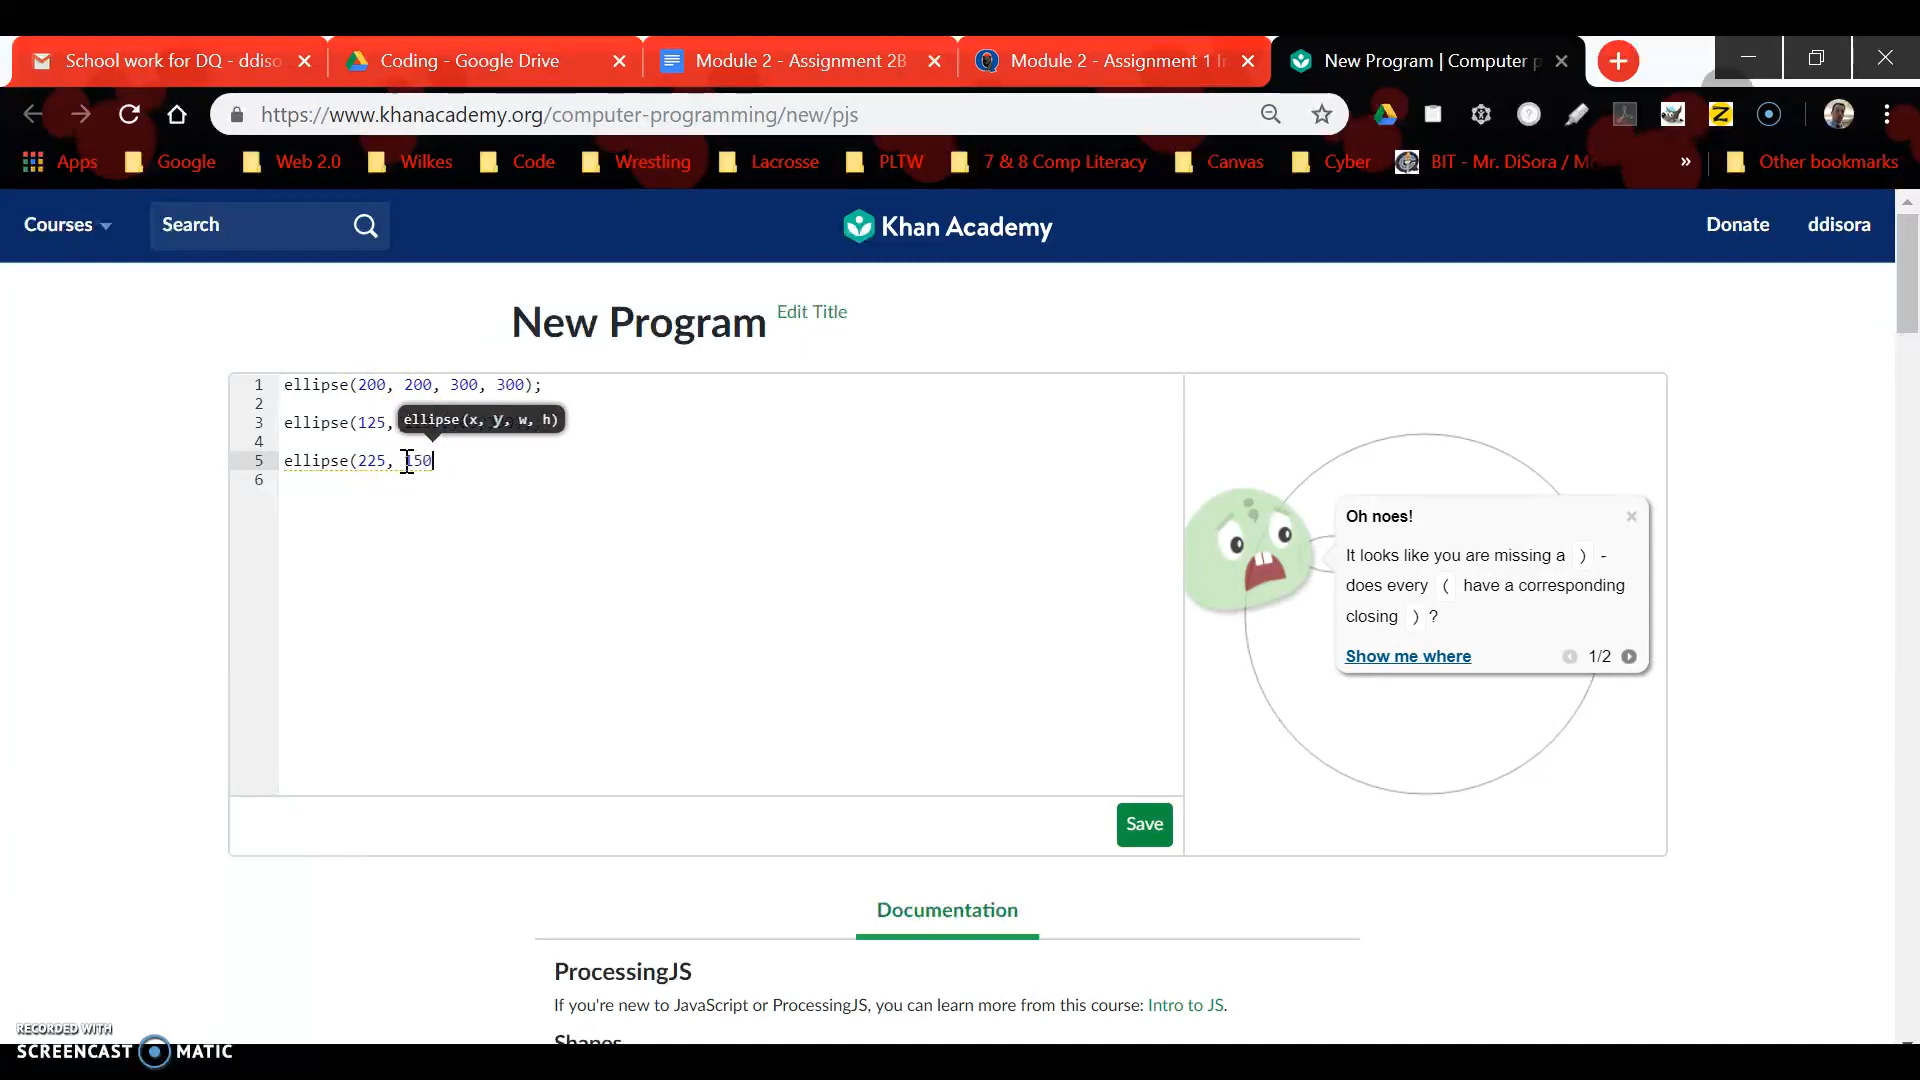 School work for DQ - ddiso
Coding - Google Drive
Module 2 - Assignment 2B
Module 2 - Assignment 1 In
New Program | Computer p
https://www.khanacademy.org/computer-programming/new/pjs
Apps Google Web 2.0 Wilkes Code Wrestling Lacrosse PLTW 7 & 8 Comp Literacy Canvas Cyber BIT - Mr. DiSora / M » Other bookmarks
Courses Search Khan Academy Donate ddisora
New Program Edit Title
1 ellipse(200, 200, 300, 300);
2
3 ellipse(125,
ellipse(x, y, w, h)
4
5 ellipse(225, 150
6
Oh noes!
It looks like you are missing a ) -
does every ( have a corresponding
closing ) ?
Show me where 1/2
Save
Documentation
ProcessingJS
If you're new to JavaScript or ProcessingJS, you can learn more from this course: Intro to JS.
Shapes
RECORDED WITH
SCREENCAST MATIC